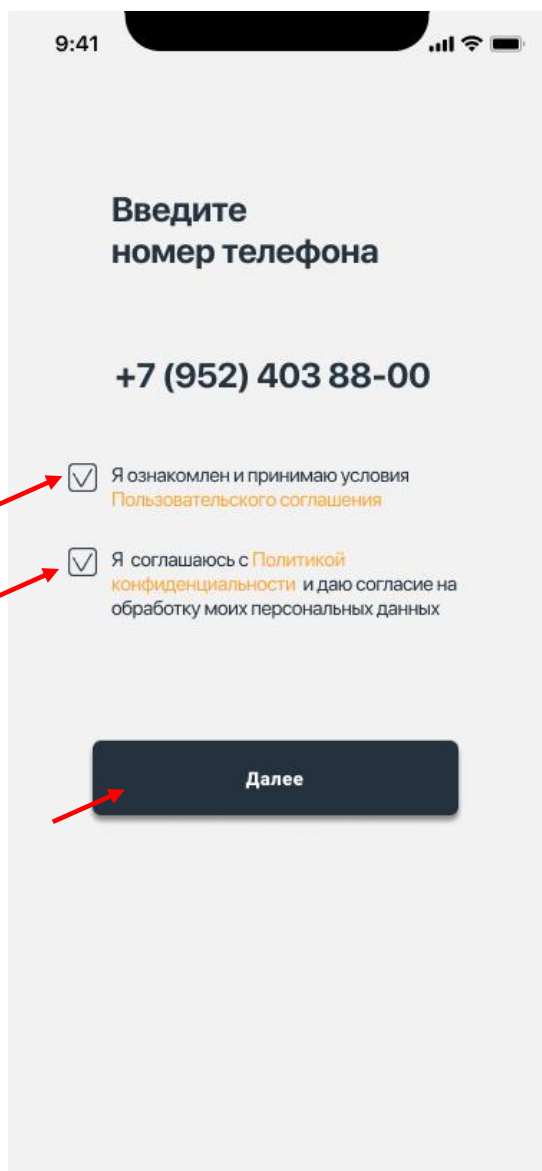 9:41
Введите
номер телефона
+7 (952) 403 88-00
Я ознакомлен и принимаю условия
Пользовательского соглашения
Я соглашаюсь с Политикой
конфиденциальности и даю согласие на
обработку моих персональных данных
Далее